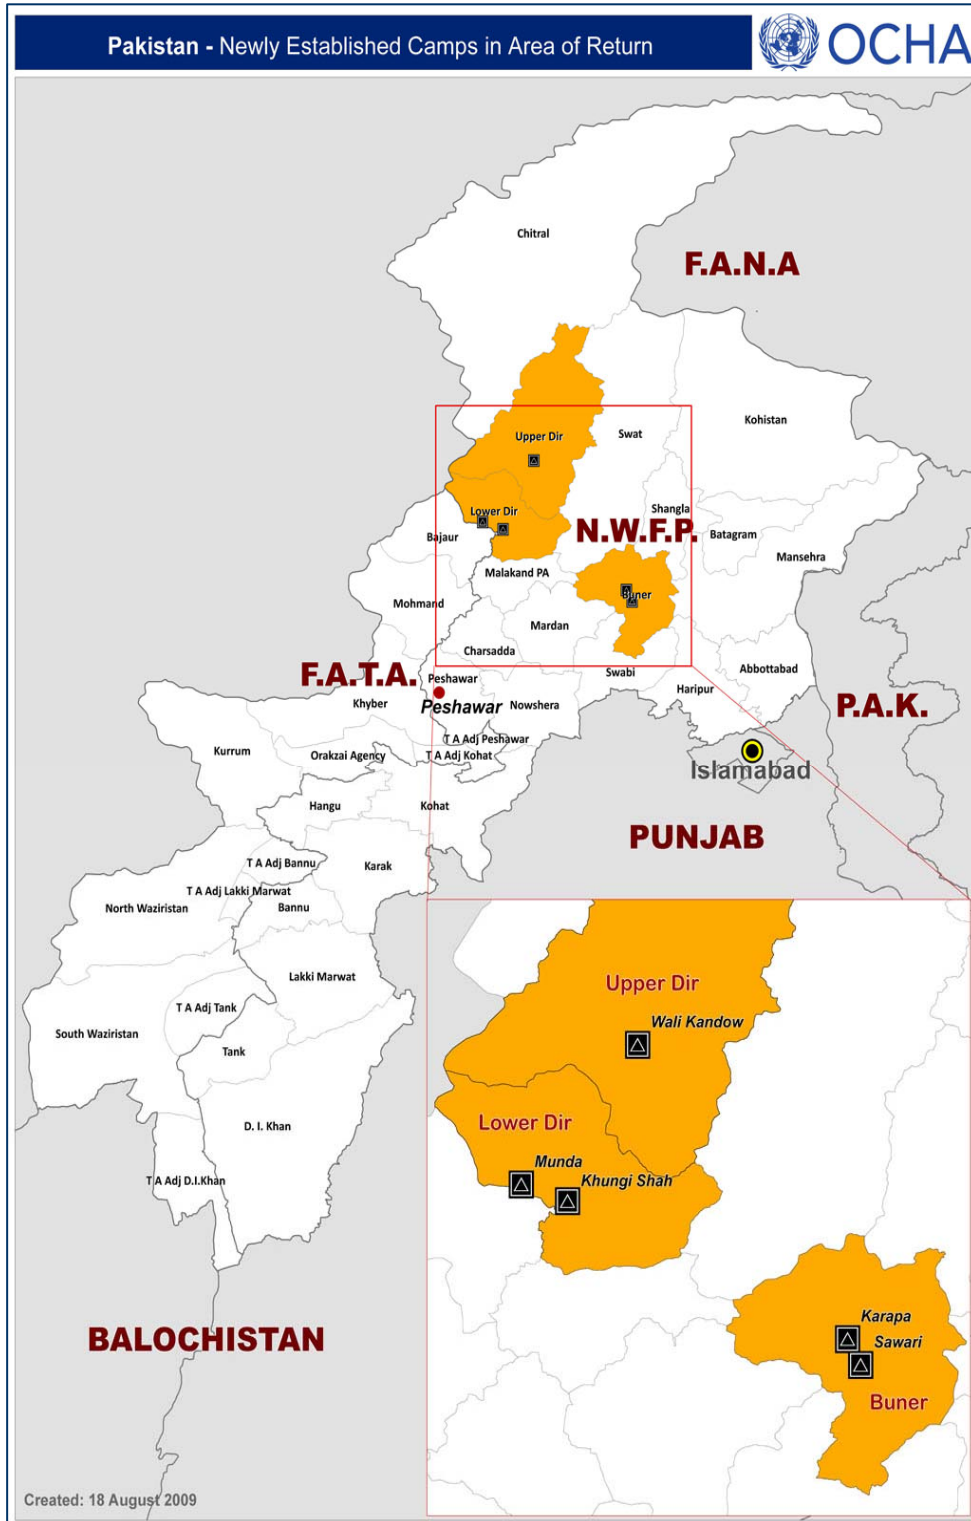 Pakistan - Newly Established Camps in Area of Return
OCHA
Chitral
F.A.N.A
Kohistan
Upper Dir
Swat
Lower Dir
Shangla
N.W.F.P.
Batagram
Bajaur
Mansehra
Malakand PA
Buner
Mohmand
Mardan
Charsadda
Abbottabad
F.A.T.A.
Peshawar
Swabi
Haripur
Khyber
Peshawar
Nowshera
P.A.K.
T A Adj Peshawar
Kurrum
Orakzai Agency
T A Adj Kohat
Islamabad
Hangu
Kohat
PUNJAB
T A Adj Bannu
Karak
T A Adj Lakki Marwat
North Waziristan
Bannu
Lakki Marwat
T A Adj Tank
South Waziristan
Tank
D. I. Khan
T A Adj D.I.Khan
BALOCHISTAN
Upper Dir
Wali Kandow
Lower Dir
Munda
Khungi Shah
Karapa
Sawari
Buner
Created: 18 August 2009